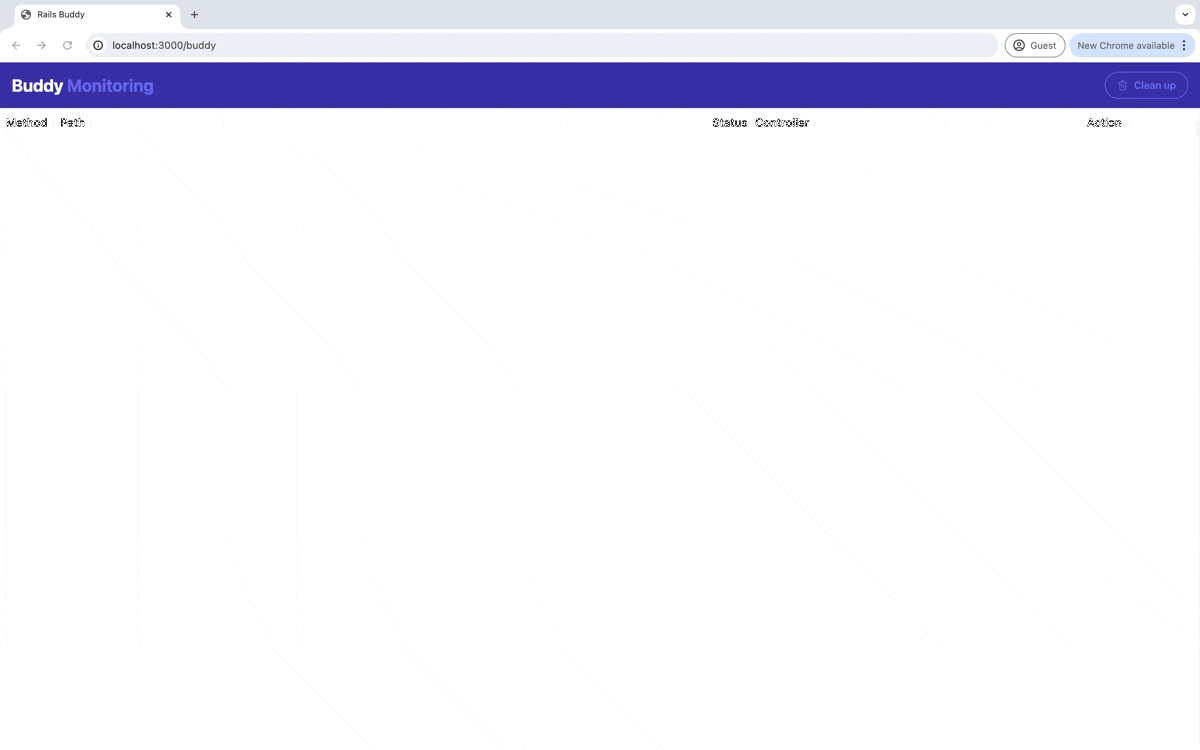 Rails Buddy
localhost:3000/buddy
Guest
New Chrome available
Buddy Monitoring
Clean up
Method Path Status Controller Action